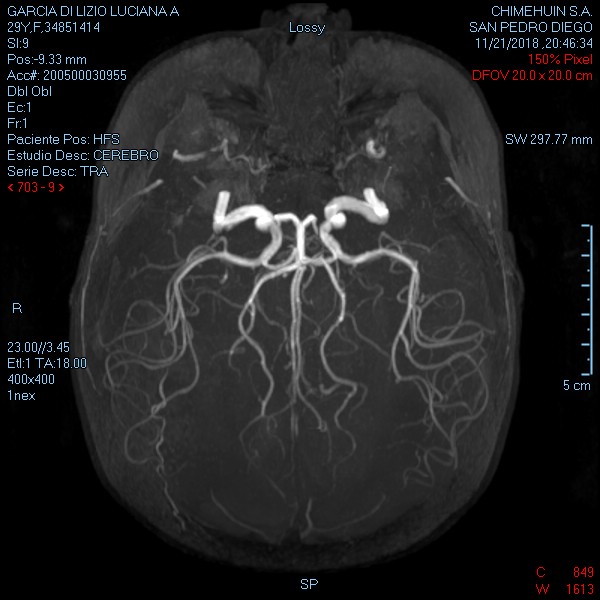 GARCIA DI LIZIO LUCIANA A
29Y,F,34851414
Sl:9
Pos:-9.33 mm
Acc#: 200500030955
Dbl Obl
Ec:1
Fr:1
Paciente Pos: HFS
Estudio Desc: CEREBRO
Serie Desc: TRA
< 703 - 9 >
Lossy
CHIMEHUIN S.A.
SAN PEDRO DIEGO
11/21/2018 ,20:46:34
150% Pixel
DFOV 20.0 x 20.0 cm
SW 297.77 mm
R
23.00//3.45
Etl:1 TA:18.00
400x400
1nex
5 cm
SP
C 849
W 1613